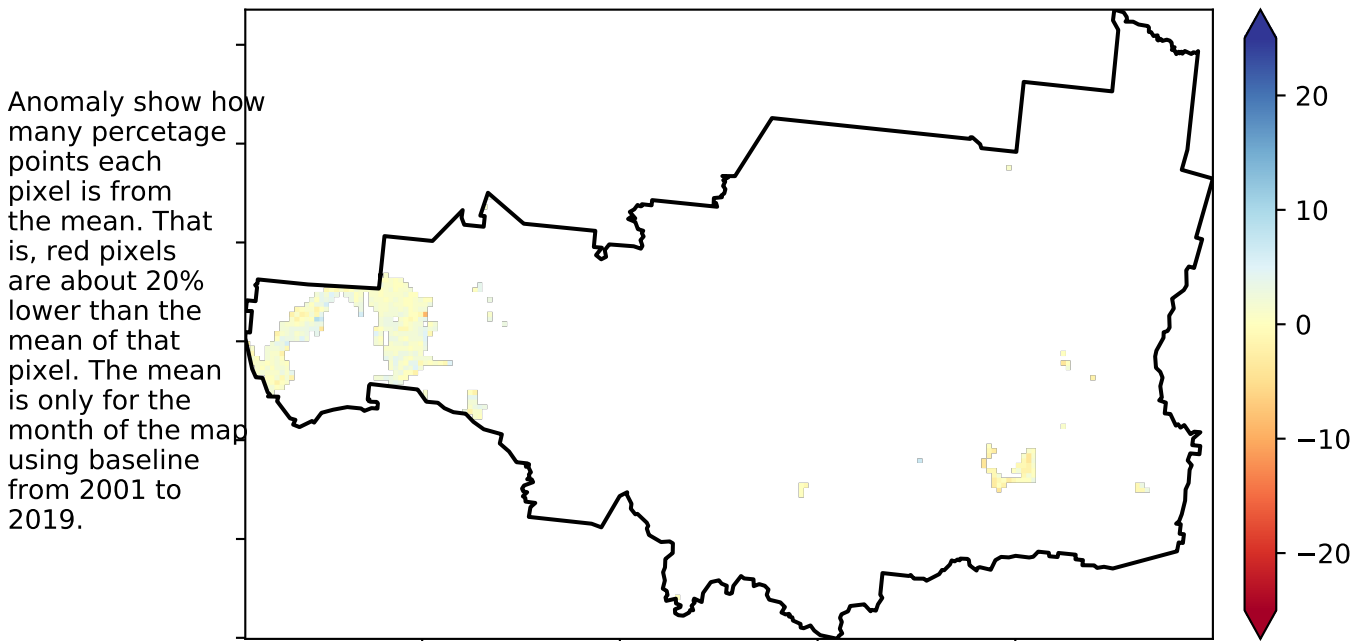 Anomaly show how
many percetage
points each
pixel is from
the mean. That
is, red pixels
are about 20%
lower than the
mean of that
pixel. The mean
is only for the
month of the map
using baseline
from 2001 to
2019.
20
10
0
−10
−20